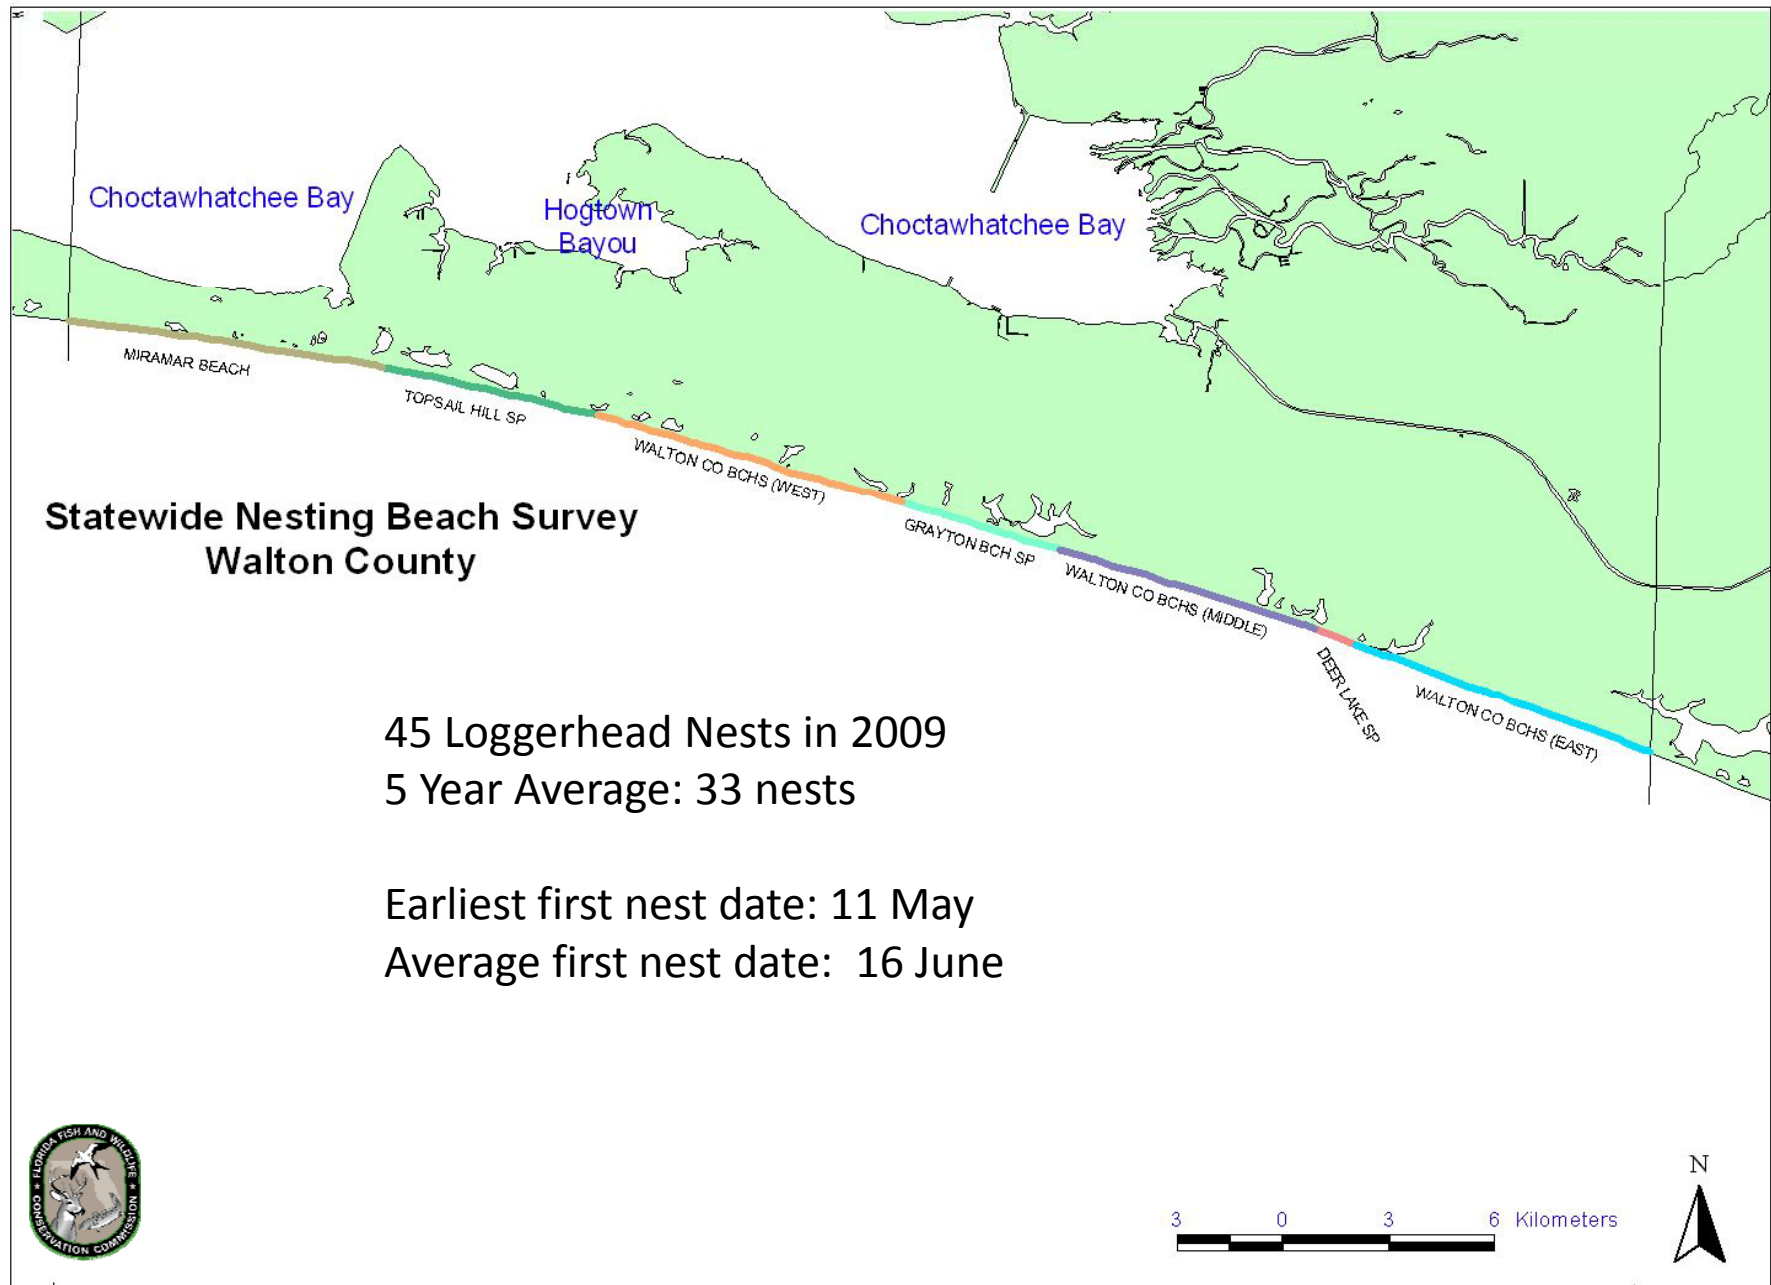 Choctawhatchee Bay
Hogtown
Bayou
Choctawhatchee Bay
MIRAMAR BEACH
TOPSAIL HILL SP
WALTON CO BCHS (WEST)
GRAYTON BCH SP
WALTON CO BCHS (MIDDLE)
DEER LAKE SP
WALTON CO BCHS (EAST)
Statewide Nesting Beach Survey
Walton County
45 Loggerhead Nests in 2009
5 Year Average: 33 nests
Earliest first nest date: 11 May
Average first nest date: 16 June
FLORIDA FISH AND WILDLIFE
CONSERVATION COMMISSION
3 0 3 6 Kilometers
N